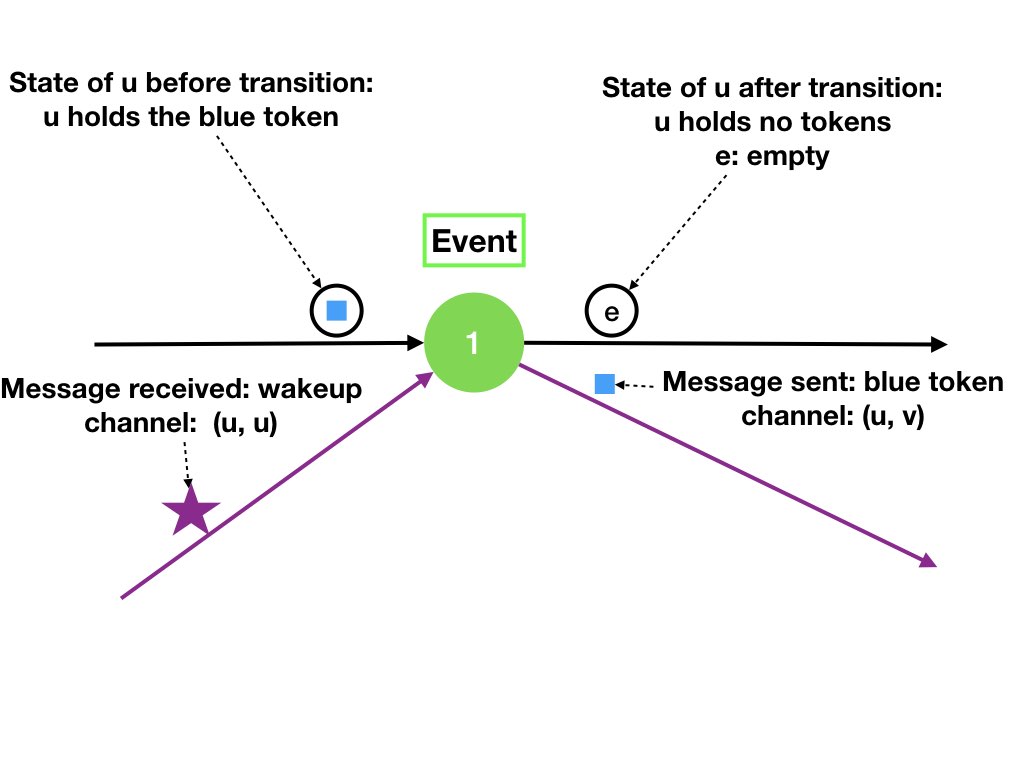 State of u before transition:
u holds the blue token
State of u after transition:
u holds no tokens
e: empty
Event
e
1
Message received: wakeup
channel:  (u, u)
Message sent: blue token
channel: (u, v)